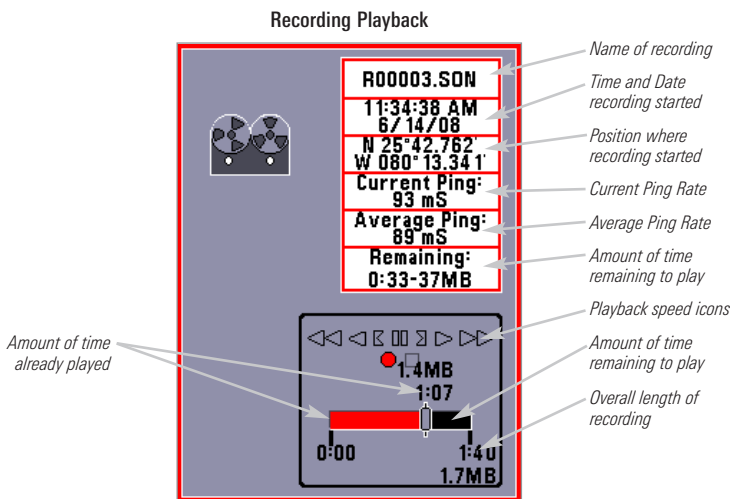 Recording Playback
R00003.SON
Name of recording
11:34:38 AM
6/14/08
Time and Date
recording started
N 25°42.762'
W 080°13.341'
Position where
recording started
Current Ping:
93 mS
Current Ping Rate
Average Ping:
89 mS
Average Ping Rate
Remaining:
0:33-37MB
Amount of time
remaining to play
Playback speed icons
Amount of time
already played
1.4MB
1:07
Amount of time
remaining to play
0:00
1:40
1.7MB
Overall length of
recording